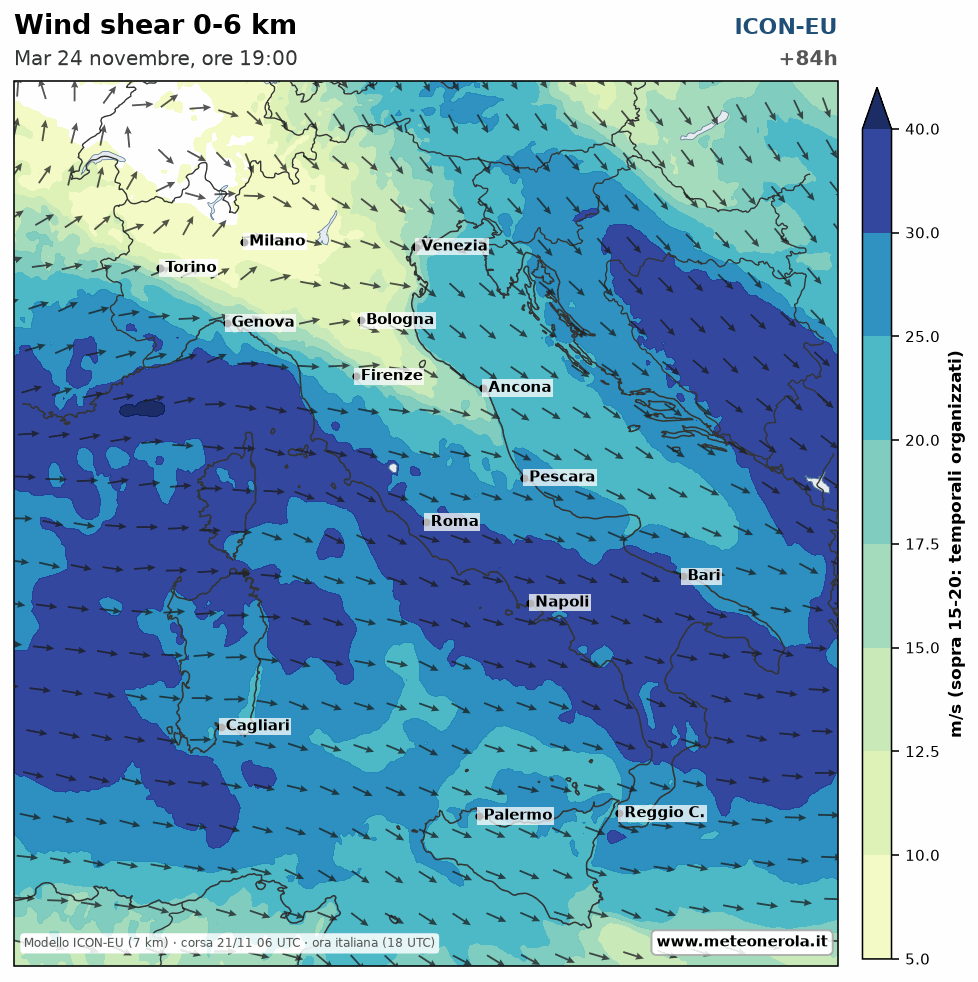 Wind shear 0-6 km
ICON-EU
Mar 24 novembre, ore 19:00
+84h
Milano
Venezia
Torino
Genova
Bologna
Firenze
Ancona
Pescara
Roma
Bari
Napoli
Cagliari
Palermo
Reggio C.
40.0
30.0
25.0
20.0
17.5
15.0
12.5
10.0
5.0
m/s (sopra 15-20: temporali organizzati)
Modello ICON-EU (7 km) · corsa 21/11 06 UTC · ora italiana (18 UTC)
www.meteonerola.it